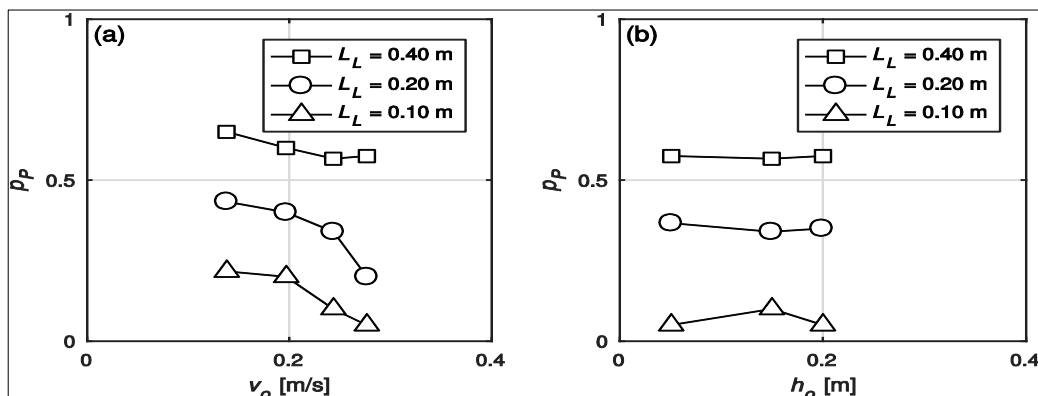 (a)
L_L = 0.40 m
L_L = 0.20 m
L_L = 0.10 m
p_P
1
0.5
0
0 0.2 0.4
v_o [m/s]
(b)
L_L = 0.40 m
L_L = 0.20 m
L_L = 0.10 m
p_P
1
0.5
0
0 0.2 0.4
h_o [m]